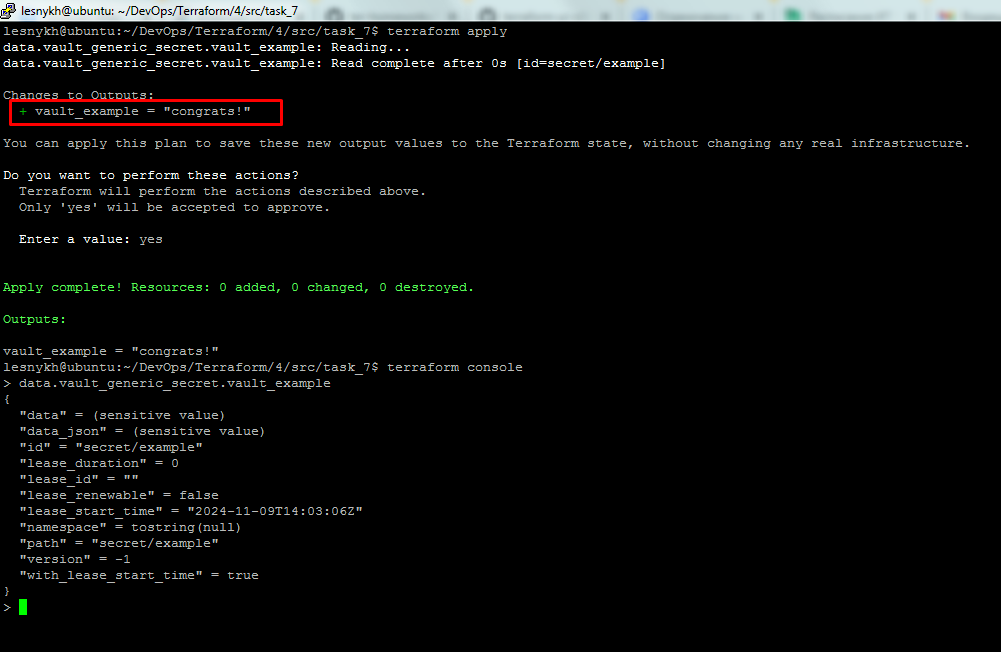 lesnykh@ubuntu: ~/DevOps/Terraform/4/src/task_7
lesnykh@ubuntu:~/DevOps/Terraform/4/src/task_7$ terraform apply
data.vault_generic_secret.vault_example: Reading...
data.vault_generic_secret.vault_example: Read complete after 0s [id=secret/example]
Changes to Outputs:
+ vault_example = "congrats!"
You can apply this plan to save these new output values to the Terraform state, without changing any real infrastructure.
Do you want to perform these actions?
Terraform will perform the actions described above.
Only 'yes' will be accepted to approve.
Enter a value: yes
Apply complete! Resources: 0 added, 0 changed, 0 destroyed.
Outputs:
vault_example = "congrats!"
lesnykh@ubuntu:~/DevOps/Terraform/4/src/task_7$ terraform console
> data.vault_generic_secret.vault_example
{
"data" = (sensitive value)
"data_json" = (sensitive value)
"id" = "secret/example"
"lease_duration" = 0
"lease_id" = ""
"lease_renewable" = false
"lease_start_time" = "2024-11-09T14:03:06Z"
"namespace" = tostring(null)
"path" = "secret/example"
"version" = -1
"with_lease_start_time" = true
}
>